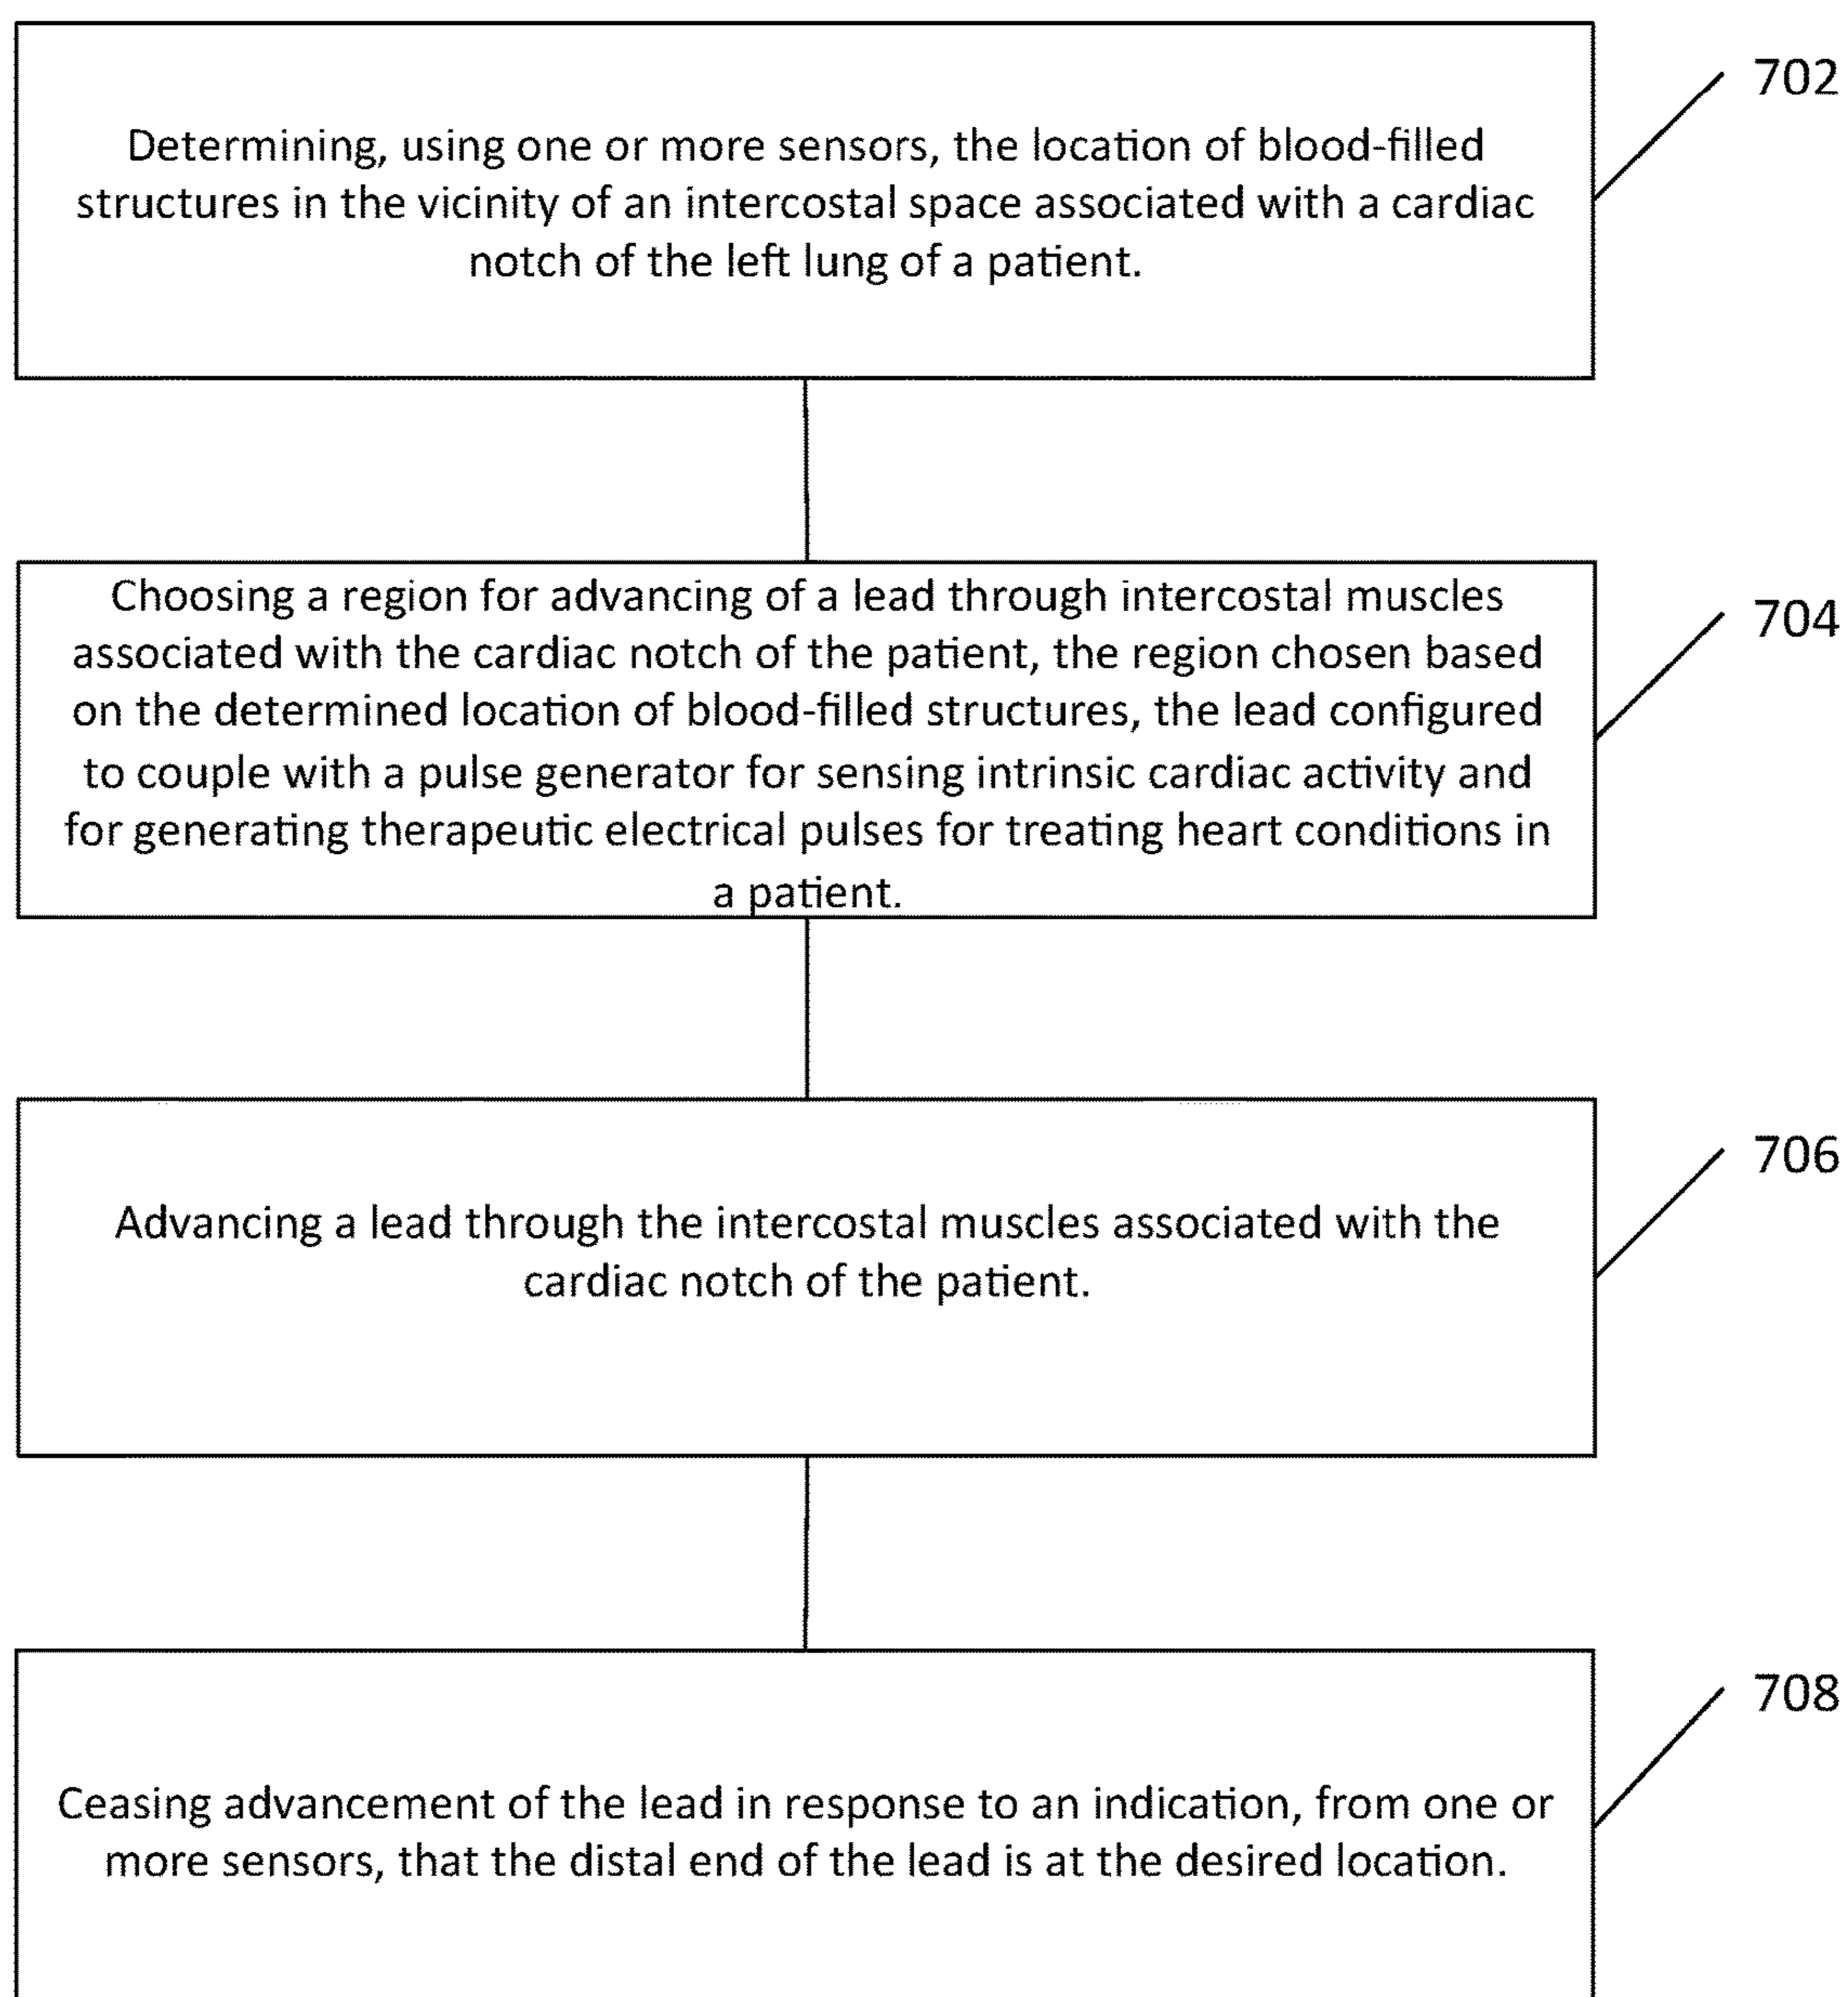 Determining, using one or more sensors, the location of blood-filled
structures in the vicinity of an intercostal space associated with a cardiac
notch of the left lung of a patient.
702
Choosing a region for advancing of a lead through intercostal muscles
associated with the cardiac notch of the patient, the region chosen based
on the determined location of blood-filled structures, the lead configured
to couple with a pulse generator for sensing intrinsic cardiac activity and
for generating therapeutic electrical pulses for treating heart conditions in
a patient.
704
Advancing a lead through the intercostal muscles associated with the
cardiac notch of the patient.
706
Ceasing advancement of the lead in response to an indication, from one or
more sensors, that the distal end of the lead is at the desired location.
708